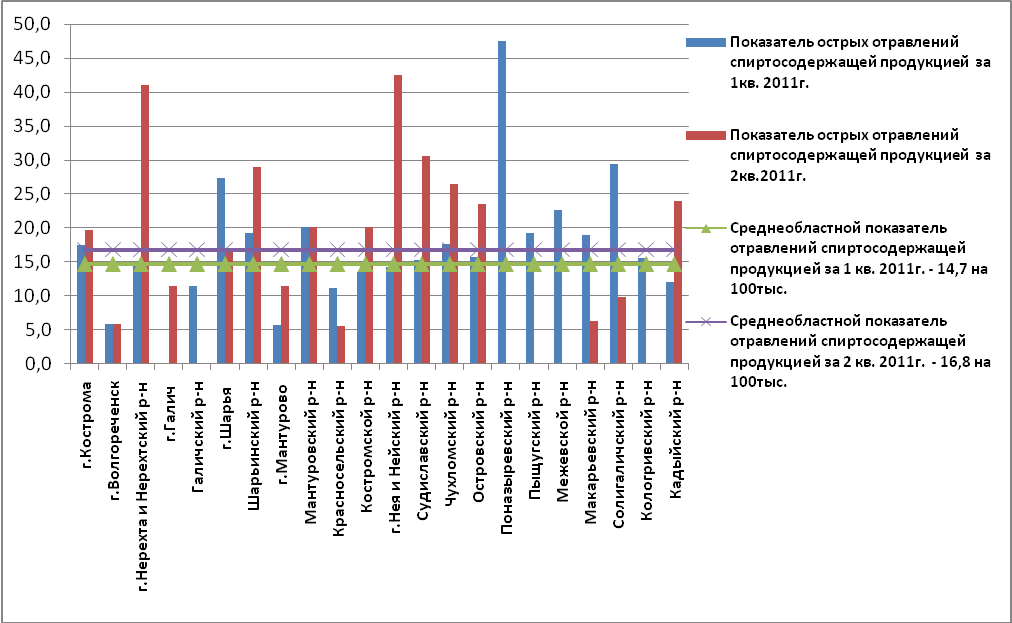 50,0
45,0
40,0
35,0
30,0
25,0
20,0
15,0
10,0
5,0
0,0
г.Кострома
г.Волгореченск
г.Нерехта и Нерехтский р-н
г.Галич
Галичский р-н
г.Шарья
Шарьинский р-н
г.Мантурово
Мантуровский р-н
Красносельский р-н
Костромской р-н
г.Нея и Нейский р-н
Судиславский р-н
Чухломский р-н
Островский р-н
Поназыревский р-н
Пыщугский р-н
Межевской р-н
Макарьевский р-н
Солигаличский р-н
Кологривский р-н
Кадыйский р-н
Показатель острых отравлений
спиртосодержащей продукцией за
1кв. 2011г.
Показатель острых отравлений
спиртосодержащей продукцией за
2кв.2011г.
Среднеобластной показатель
отравлений спиртосодержащей
продукцией за 1 кв. 2011г. - 14,7 на
100тыс.
Среднеобластной показатель
отравлений спиртосодержащей
продукцией за 2 кв. 2011г. - 16,8 на
100тыс.